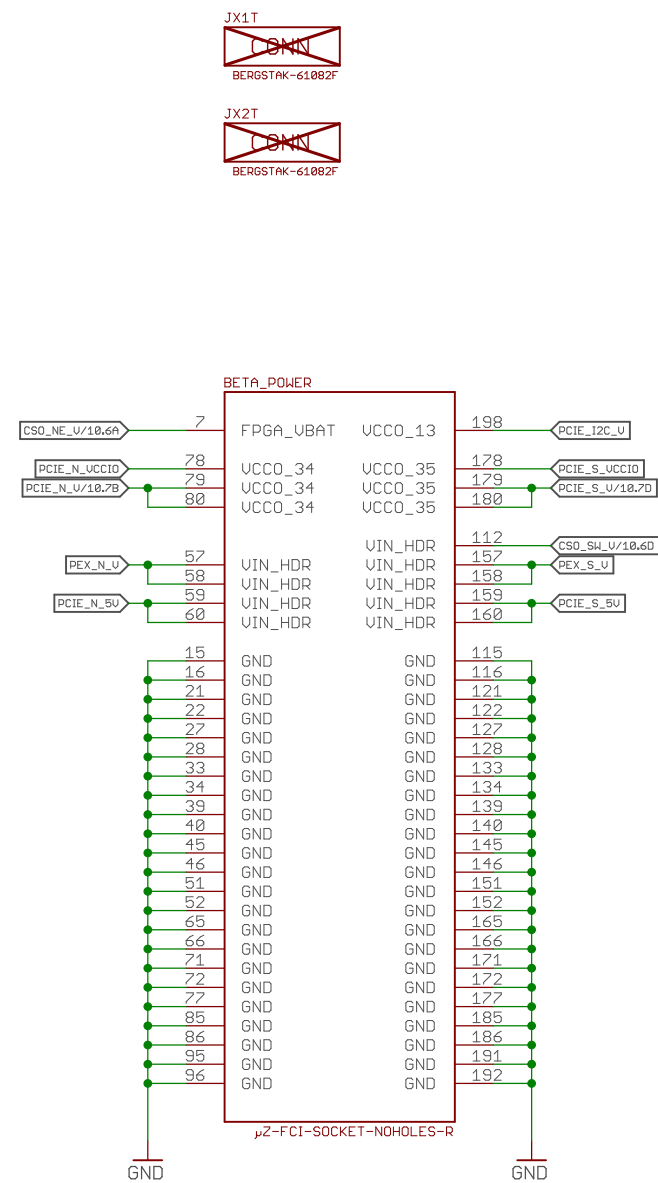 JX1T
CONN
BERGSTAK-61082F
JX2T
CONN
BERGSTAK-61082F
BETA_POWER
CSO_NE_V/10.6A 7 FPGA_VBAT VCCO_13 198 PCIE_I2C_V
PCIE_N_VCCIO 78 VCCO_34 VCCO_35 178 PCIE_S_VCCIO
PCIE_N_V/10.7B 79 VCCO_34 VCCO_35 179 PCIE_S_V/10.7D
80 VCCO_34 VCCO_35 180
VIN_HDR 112 CSO_SW_V/10.6D
PEX_N_V 57 VIN_HDR VIN_HDR 157 PEX_S_V
58 VIN_HDR VIN_HDR 158
PCIE_N_5V 59 VIN_HDR VIN_HDR 159 PCIE_S_5V
60 VIN_HDR VIN_HDR 160
15 GND GND 115
16 GND GND 116
21 GND GND 121
22 GND GND 122
27 GND GND 127
28 GND GND 128
33 GND GND 133
34 GND GND 134
39 GND GND 139
40 GND GND 140
45 GND GND 145
46 GND GND 146
51 GND GND 151
52 GND GND 152
65 GND GND 165
66 GND GND 166
71 GND GND 171
72 GND GND 172
77 GND GND 177
85 GND GND 185
86 GND GND 186
95 GND GND 191
96 GND GND 192
µZ-FCI-SOCKET-NOHOLES-R
GND GND